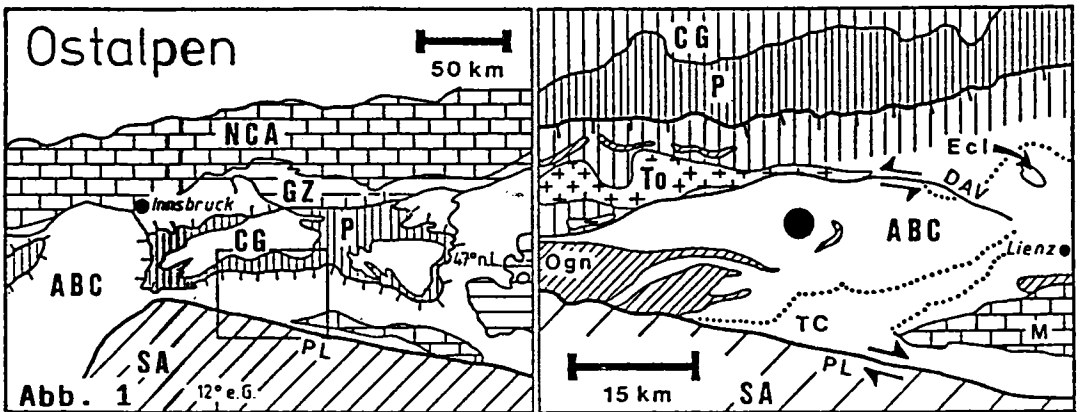 Ostalpen
50 km
NCA
Innsbruck
GZ
CG
P
47° n.l.
ABC
SA
PL
12° e.G.
Abb. 1
CG
P
Ecl
To
DAV
ABC
Lienz
Ogn
TC
M
PL
15 km
SA